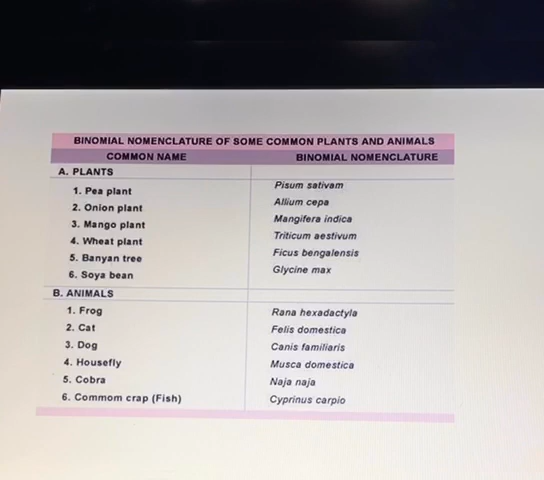 BINOMIAL NOMENCLATURE OF SOME COMMON PLANTS AND ANIMALS
COMMON NAME BINOMIAL NOMENCLATURE
A. PLANTS
1. Pea plant Pisum sativam
2. Onion plant Allium cepa
3. Mango plant Mangifera indica
4. Wheat plant Triticum aestivum
5. Banyan tree Ficus bengalensis
6. Soya bean Glycine max
B. ANIMALS
1. Frog Rana hexadactyla
2. Cat Felis domestica
3. Dog Canis familiaris
4. Housefly Musca domestica
5. Cobra Naja naja
6. Commom crap (Fish) Cyprinus carpio